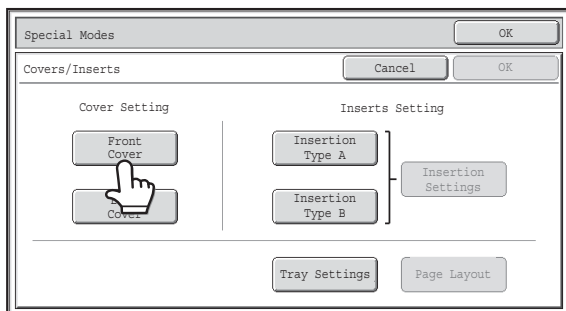 Special Modes
OK
Covers/Inserts
Cancel
OK
Cover Setting
Inserts Setting
Front
Cover
Insertion
Type A
Insertion
Settings
Cover
Insertion
Type B
Tray Settings
Page Layout